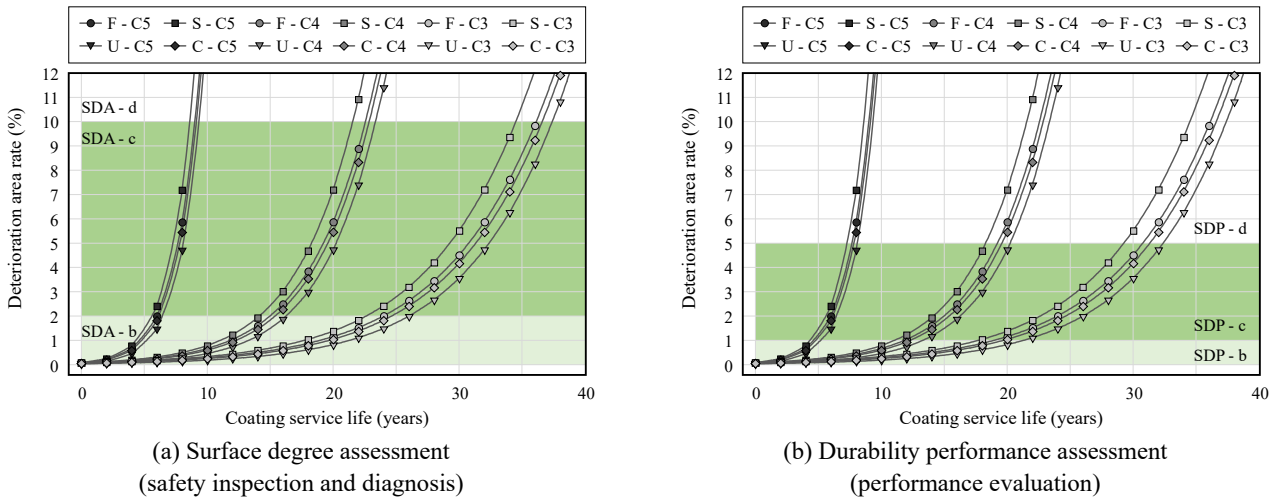 F - C5 S - C5 F - C4 S - C4 F - C3 S - C3
U - C5 C - C5 U - C4 C - C4 U - C3 C - C3
12
11
10
9
8
7
6
5
4
3
2
1
0
Deterioration area rate (%)
SDA - d
SDA - c
SDA - b
0 10 20 30 40
Coating service life (years)
(a) Surface degree assessment
(safety inspection and diagnosis)
F - C5 S - C5 F - C4 S - C4 F - C3 S - C3
U - C5 C - C5 U - C4 C - C4 U - C3 C - C3
12
11
10
9
8
7
6
5
4
3
2
1
0
Deterioration area rate (%)
SDP - d
SDP - c
SDP - b
0 10 20 30 40
Coating service life (years)
(b) Durability performance assessment
(performance evaluation)